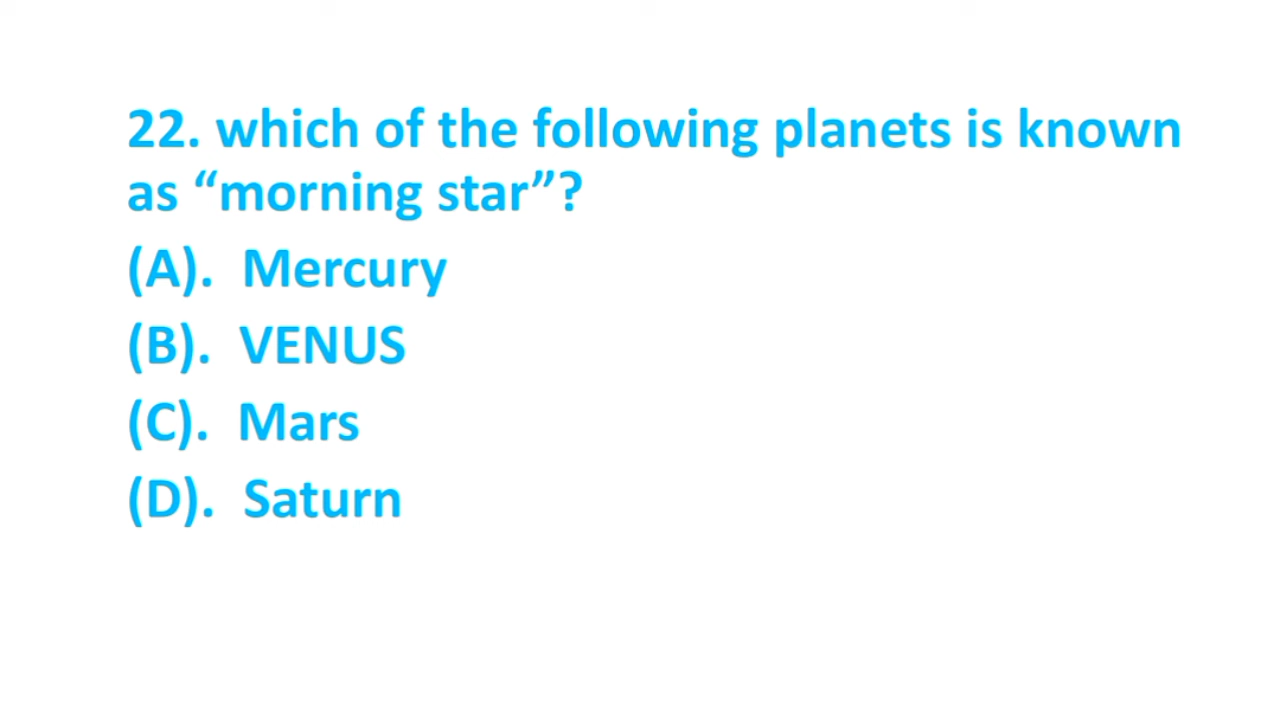 22. which of the following planets is known
as “morning star”?
(A).  Mercury
(B).  VENUS
(C).  Mars
(D).  Saturn